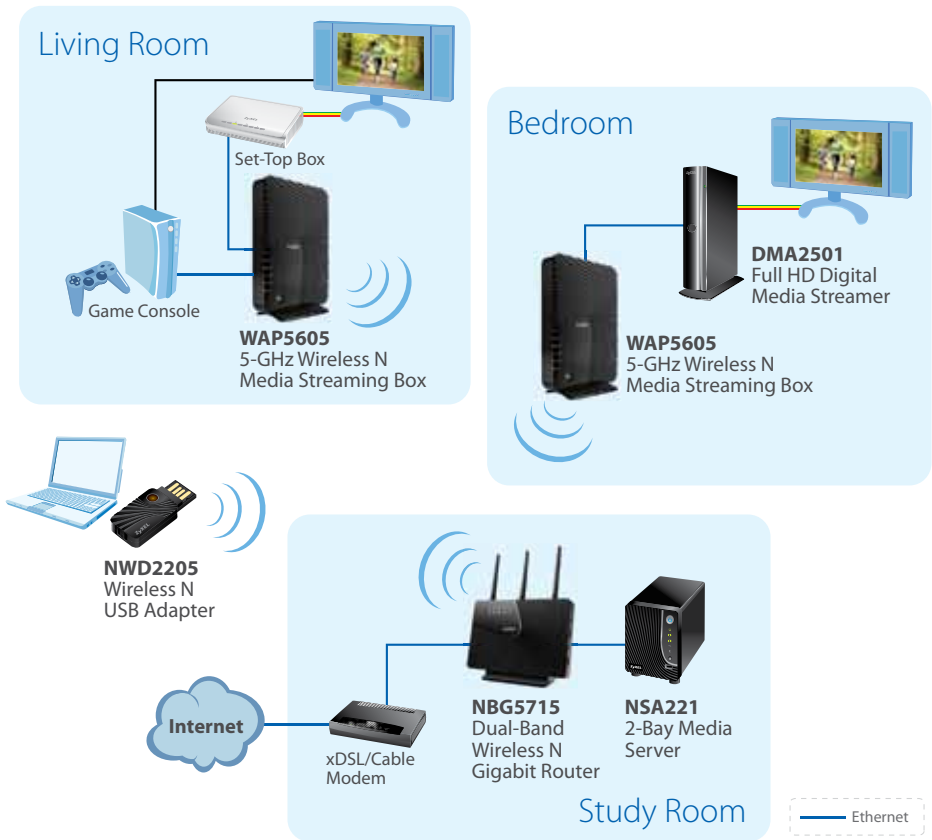 Living Room
Set-Top Box
Game Console
WAP5605
5-GHz Wireless N
Media Streaming Box
Bedroom
DMA2501
Full HD Digital
Media Streamer
WAP5605
5-GHz Wireless N
Media Streaming Box
ZyXEL
NWD2205
Wireless N
USB Adapter
Internet
xDSL/Cable
Modem
NBG5715
Dual-Band
Wireless N
Gigabit Router
ZyXEL
NSA221
2-Bay Media
Server
Study Room
Ethernet